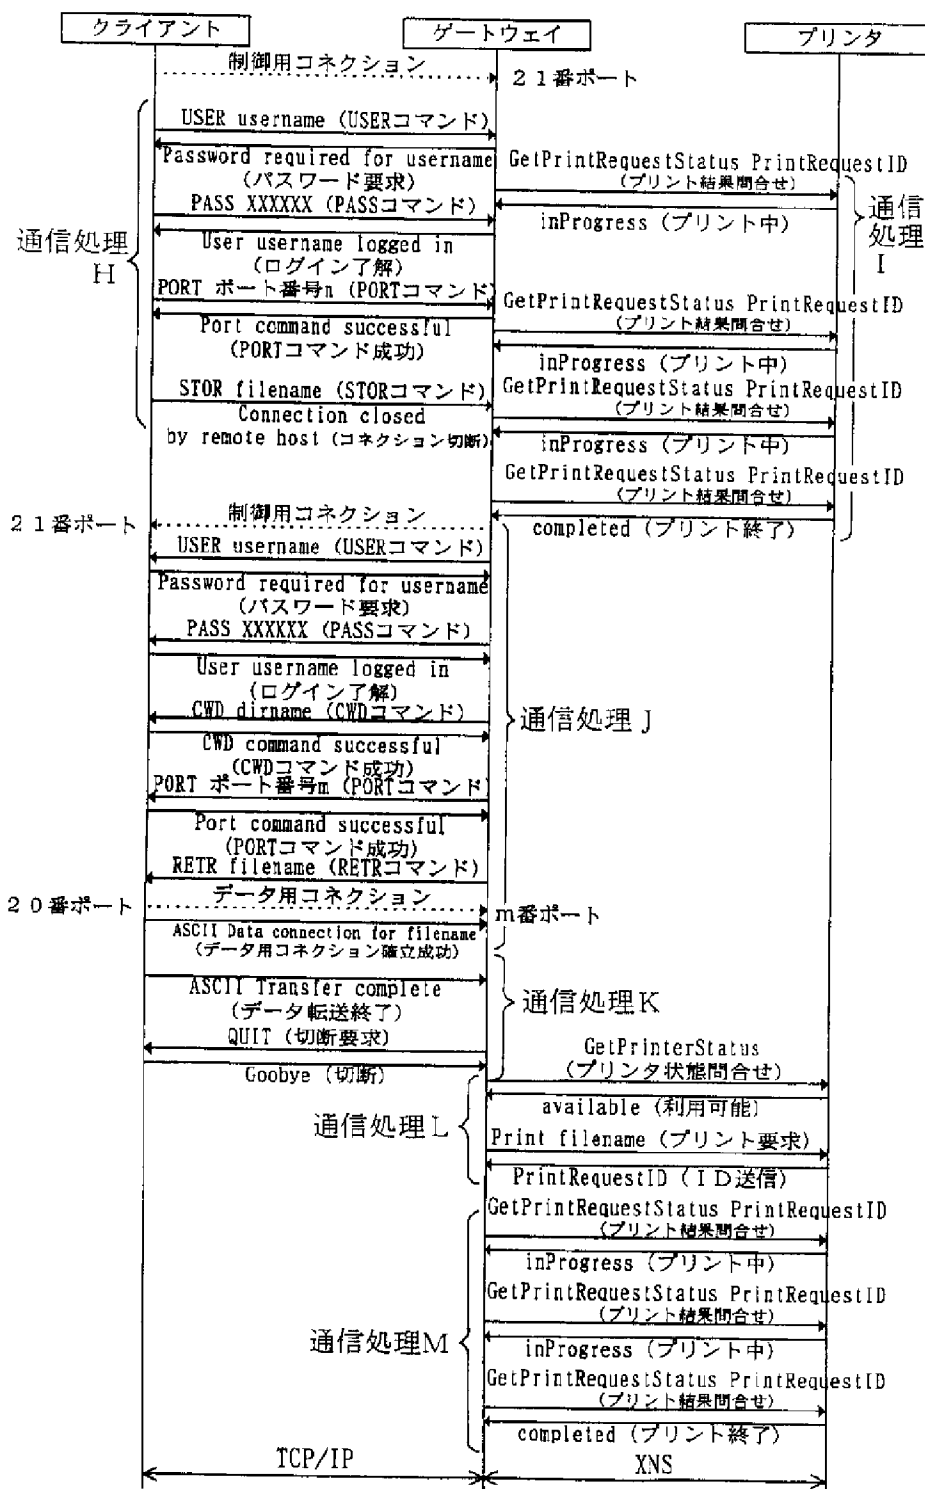 クライアント
ゲートウェイ
プリンタ
制御用コネクション
21番ポート
USER username (USERコマンド)
Password required for username
(パスワード要求)
GetPrintRequestStatus PrintRequestID
(プリント結果問合せ)
PASS XXXXXX (PASSコマンド)
inProgress (プリント中)
通信
処理
I
User username logged in
(ログイン了解)
通信処理
H
PORT ポート番号n (PORTコマンド)
GetPrintRequestStatus PrintRequestID
(プリント結果問合せ)
Port command successful
(PORTコマンド成功)
inProgress (プリント中)
STOR filename (STORコマンド)
GetPrintRequestStatus PrintRequestID
(プリント結果問合せ)
Connection closed
by remote host (コネクション切断)
inProgress (プリント中)
GetPrintRequestStatus PrintRequestID
(プリント結果問合せ)
21番ポート
制御用コネクション
completed (プリント終了)
USER username (USERコマンド)
Password required for username
(パスワード要求)
PASS XXXXXX (PASSコマンド)
User username logged in
(ログイン了解)
CWD dirname (CWDコマンド)
通信処理J
CWD command successful
(CWDコマンド成功)
PORT ポート番号m (PORTコマンド)
Port command successful
(PORTコマンド成功)
RETR filename (RETRコマンド)
20番ポート
データ用コネクション
m番ポート
ASCII Data connection for filename
(データ用コネクション確立成功)
ASCII Transfer complete
(データ転送終了)
通信処理K
QUIT (切断要求)
GetPrinterStatus
(プリンタ状態問合せ)
Goobye (切断)
available (利用可能)
通信処理L
Print filename (プリント要求)
PrintRequestID (ID送信)
GetPrintRequestStatus PrintRequestID
(プリント結果問合せ)
inProgress (プリント中)
GetPrintRequestStatus PrintRequestID
(プリント結果問合せ)
通信処理M
inProgress (プリント中)
GetPrintRequestStatus PrintRequestID
(プリント結果問合せ)
completed (プリント終了)
TCP/IP
XNS